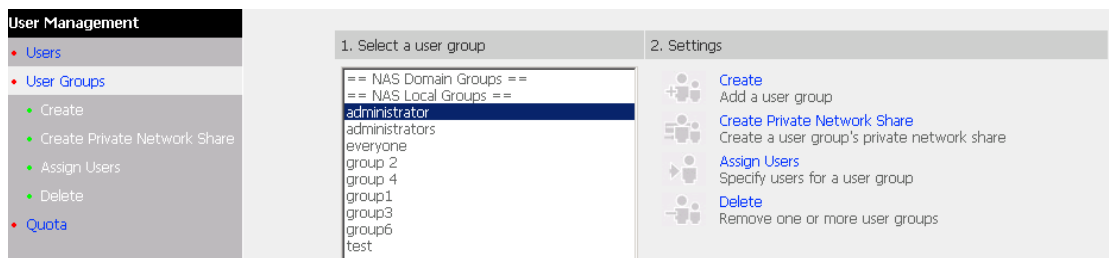 User Management
Users
User Groups
Create
Create Private Network Share
Assign Users
Delete
Quota
1. Select a user group
== NAS Domain Groups ==
== NAS Local Groups ==
administrator
administrators
everyone
group 2
group 4
group1
group3
group6
test
2. Settings
Create
Add a user group
Create Private Network Share
Create a user group's private network share
Assign Users
Specify users for a user group
Delete
Remove one or more user groups